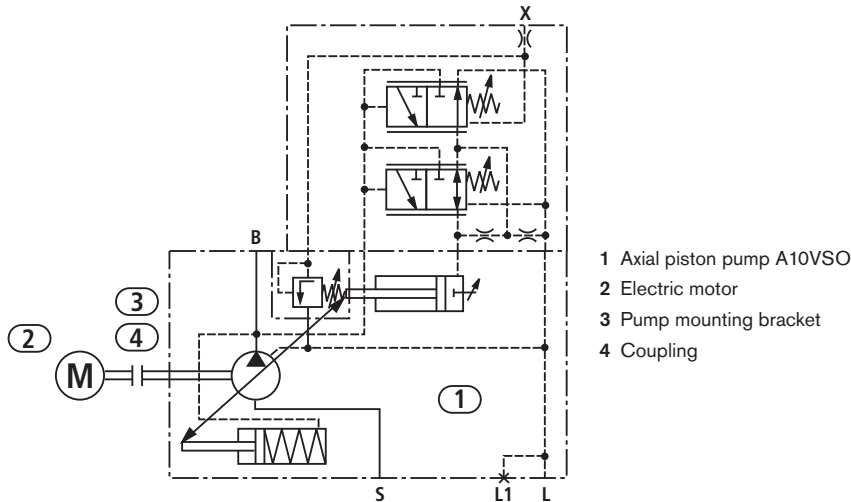 X
B
3
2
4
M
1
S
L1
L
1 Axial piston pump A10VSO
2 Electric motor
3 Pump mounting bracket
4 Coupling